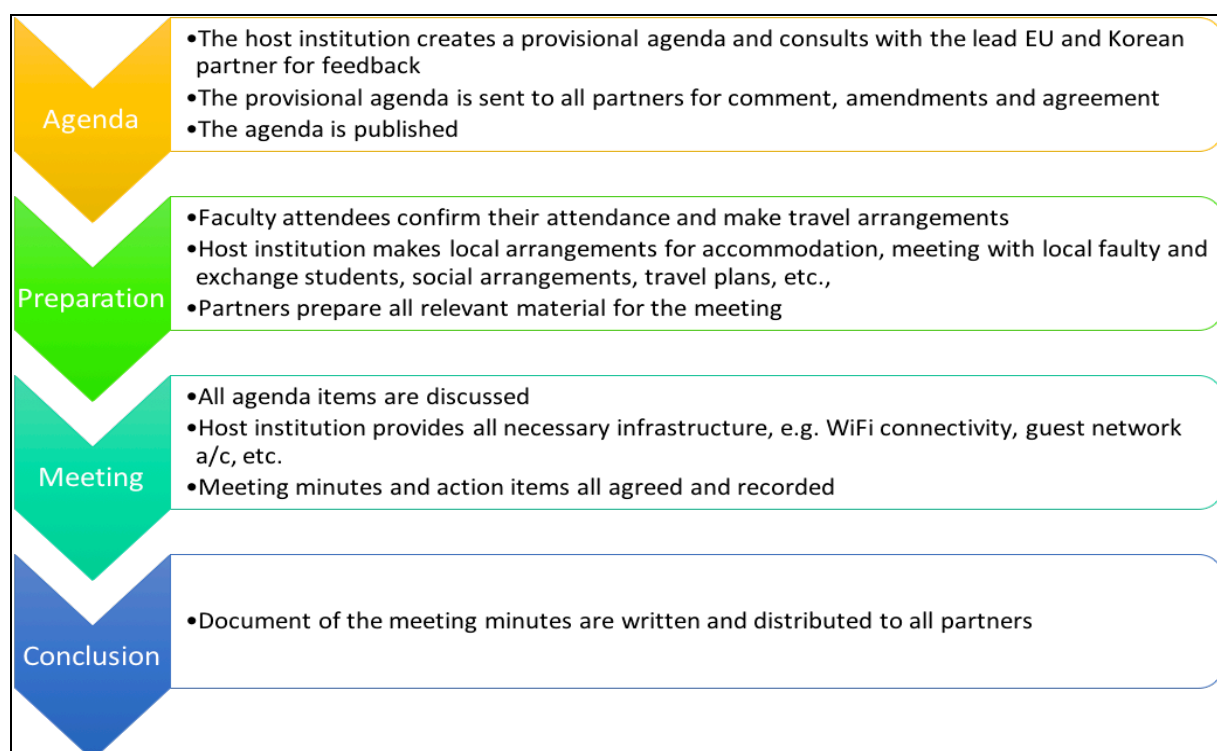 Agenda
•The host institution creates a provisional agenda and consults with the lead EU and Korean
partner for feedback
•The provisional agenda is sent to all partners for comment, amendments and agreement
•The agenda is published
Preparation
•Faculty attendees confirm their attendance and make travel arrangements
•Host institution makes local arrangements for accommodation, meeting with local faulty and
exchange students, social arrangements, travel plans, etc.,
•Partners prepare all relevant material for the meeting
Meeting
•All agenda items are discussed
•Host institution provides all necessary infrastructure, e.g. WiFi connectivity, guest network
a/c, etc.
•Meeting minutes and action items all agreed and recorded
Conclusion
•Document of the meeting minutes are written and distributed to all partners